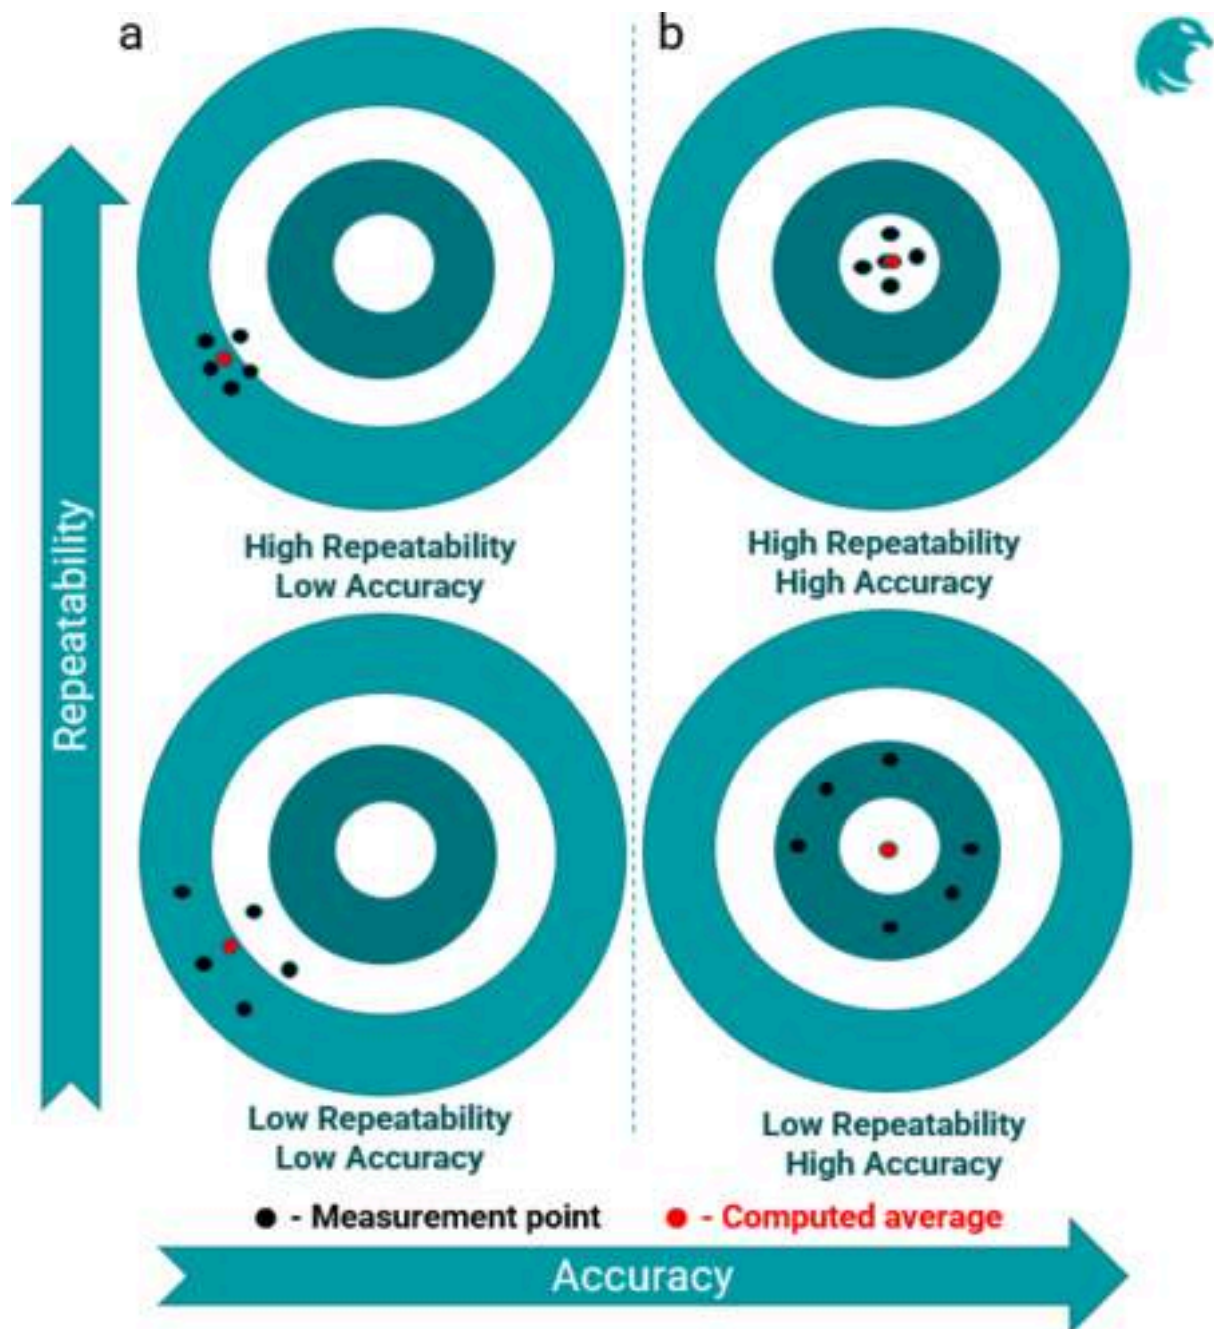 a
b
High Repeatability
Low Accuracy
High Repeatability
High Accuracy
Repeatability
Low Repeatability
Low Accuracy
Low Repeatability
High Accuracy
- Measurement point
- Computed average
Accuracy